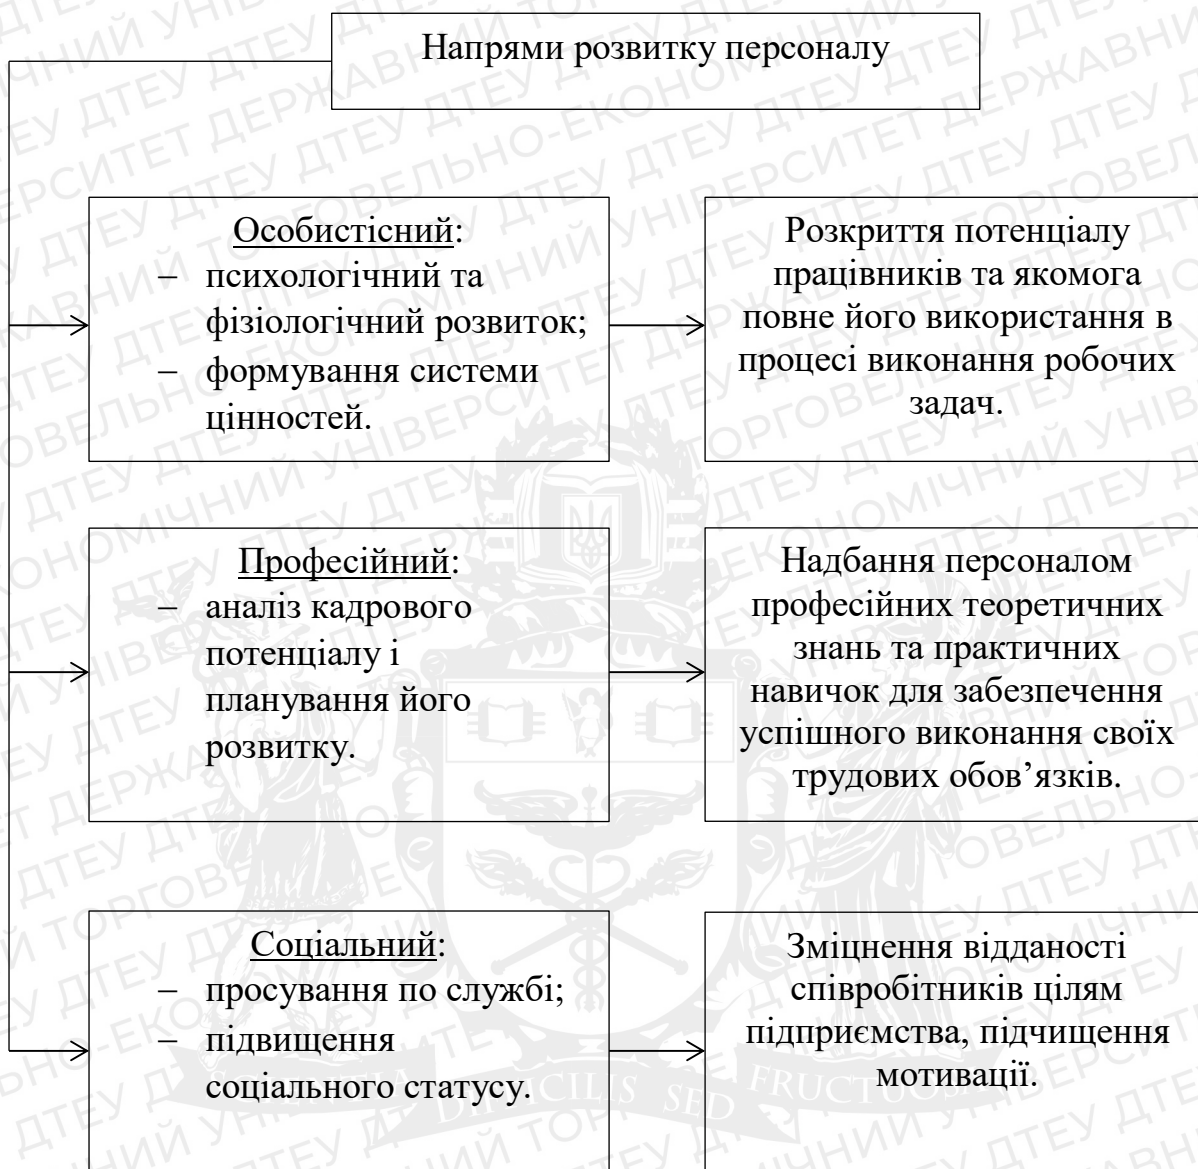 Напрями розвитку персоналу
Особистісний:
– психологічний та
фізіологічний розвиток;
– формування системи
цінностей.
Розкриття потенціалу
працівників та якомога
повне його використання в
процесі виконання робочих
задач.
Професійний:
– аналіз кадрового
потенціалу і
планування його
розвитку.
Надбання персоналом
професійних теоретичних
знань та практичних
навичок для забезпечення
успішного виконання своїх
трудових обов’язків.
Соціальний:
– просування по службі;
– підвищення
соціального статусу.
Зміцнення відданості
співробітників цілям
підприємства, підчищення
мотивації.